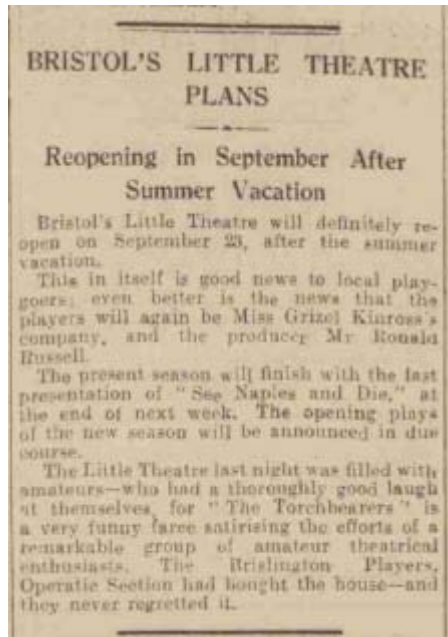 BRISTOL'S LITTLE THEATRE
PLANS
Reopening in September After
Summer Vacation
Bristol's Little Theatre will definitely re-
open on September 23, after the summer
vacation.
This in itself is good news to local play-
goers; even better is the news that the
players will again be Miss Grizel Kinross's
company, and the producer Mr Ronald
Russell.
The present season will finish with the last
presentation of "See Naples and Die," at
the end of next week. The opening plays
of the new season will be announced in due
course.
The Little Theatre last night was filled with
amateurs—who had a thoroughly good laugh
at themselves, for "The Torchbearers" is
a very funny farce satirising the efforts of a
remarkable group of amateur theatrical
enthusiasts. The Brislington Players,
Operatic Section had bought the house—and
they never regretted it.